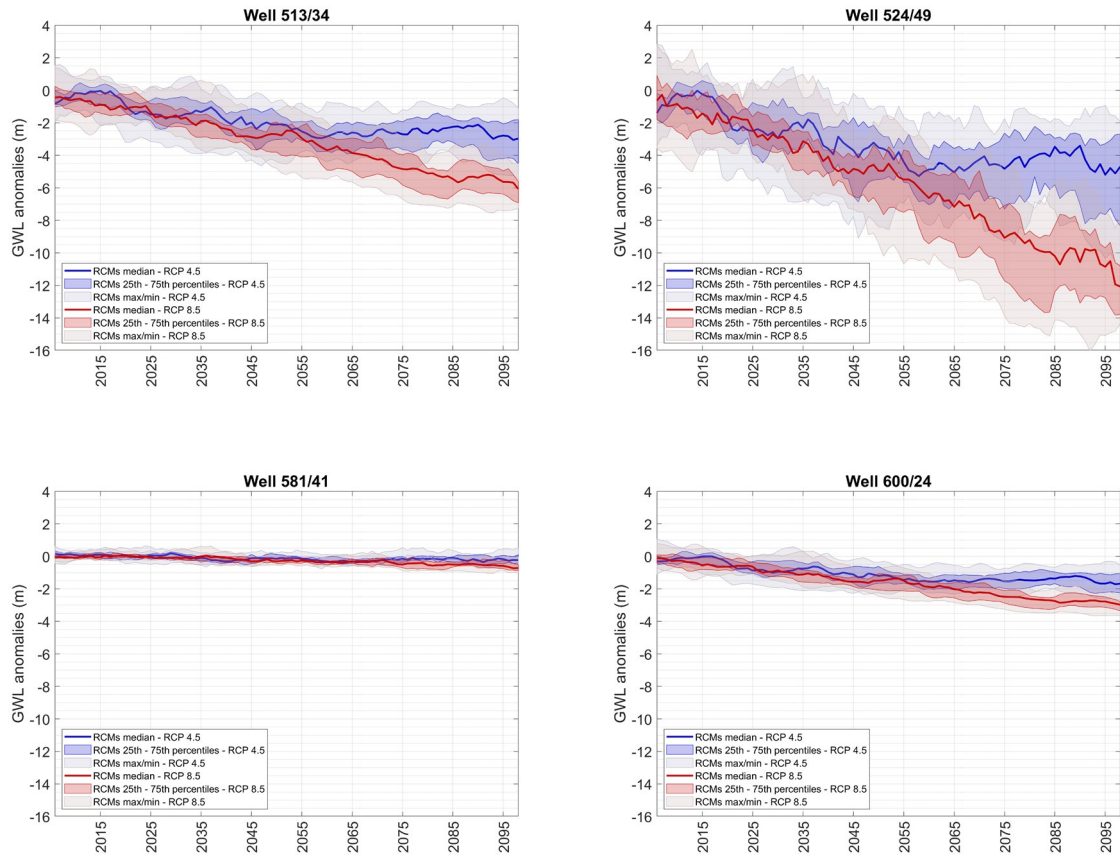 Well 513/34
GWL anomalies (m)
4
2
0
-2
-4
-6
-8
-10
-12
-14
-16
RCMs median - RCP 4.5
RCMs 25th - 75th percentiles - RCP 4.5
RCMs max/min - RCP 4.5
RCMs median - RCP 8.5
RCMs 25th - 75th percentiles - RCP 8.5
RCMs max/min - RCP 8.5
2015
2025
2035
2045
2055
2065
2075
2085
2095
Well 524/49
GWL anomalies (m)
4
2
0
-2
-4
-6
-8
-10
-12
-14
-16
RCMs median - RCP 4.5
RCMs 25th - 75th percentiles - RCP 4.5
RCMs max/min - RCP 4.5
RCMs median - RCP 8.5
RCMs 25th - 75th percentiles - RCP 8.5
RCMs max/min - RCP 8.5
2015
2025
2035
2045
2055
2065
2075
2085
2095
Well 581/41
GWL anomalies (m)
4
2
0
-2
-4
-6
-8
-10
-12
-14
-16
RCMs median - RCP 4.5
RCMs 25th - 75th percentiles - RCP 4.5
RCMs max/min - RCP 4.5
RCMs median - RCP 8.5
RCMs 25th - 75th percentiles - RCP 8.5
RCMs max/min - RCP 8.5
2015
2025
2035
2045
2055
2065
2075
2085
2095
Well 600/24
GWL anomalies (m)
4
2
0
-2
-4
-6
-8
-10
-12
-14
-16
RCMs median - RCP 4.5
RCMs 25th - 75th percentiles - RCP 4.5
RCMs max/min - RCP 4.5
RCMs median - RCP 8.5
RCMs 25th - 75th percentiles - RCP 8.5
RCMs max/min - RCP 8.5
2015
2025
2035
2045
2055
2065
2075
2085
2095